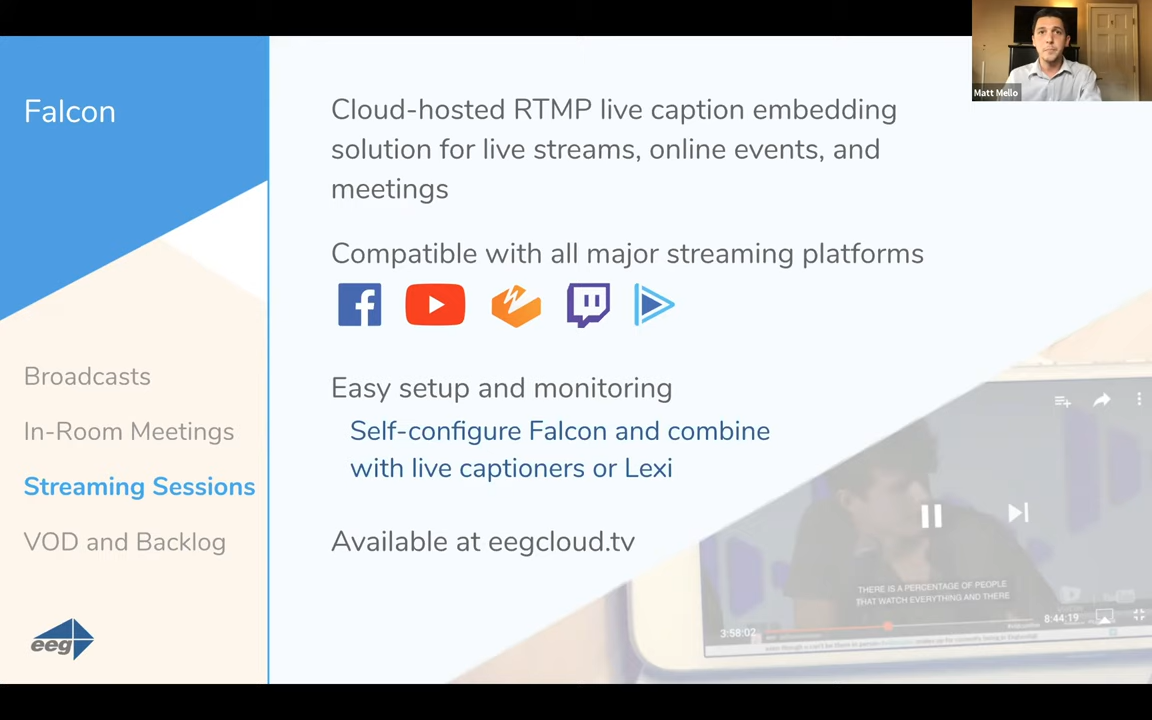 Falcon
Cloud-hosted RTMP live caption embedding
solution for live streams, online events, and
meetings
Compatible with all major streaming platforms
Easy setup and monitoring
Self-configure Falcon and combine
with live captioners or Lexi
Available at eegcloud.tv
Broadcasts
In-Room Meetings
Streaming Sessions
VOD and Backlog
eeg
Matt Mello
THERE IS A PERCENTAGE OF PEOPLE
THAT WATCH EVERYTHING AND THERE
3:58:02
8:44:19